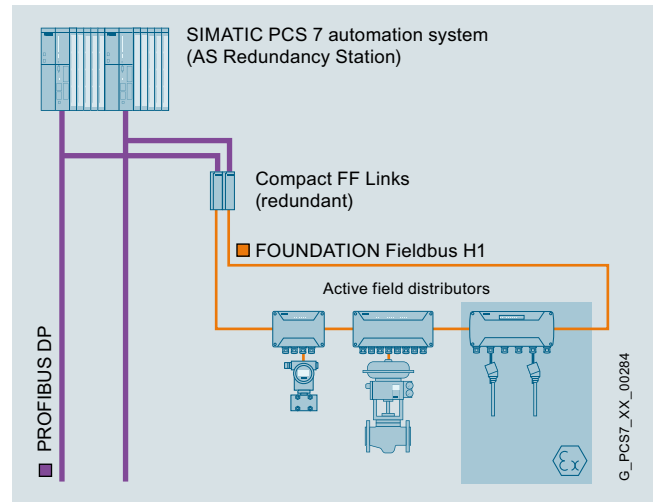 SIMATIC PCS 7 automation system
(AS Redundancy Station)
Compact FF Links
(redundant)
FOUNDATION Fieldbus H1
Active field distributors
PROFIBUS DP
G_PCS7_XX_00284
Ex